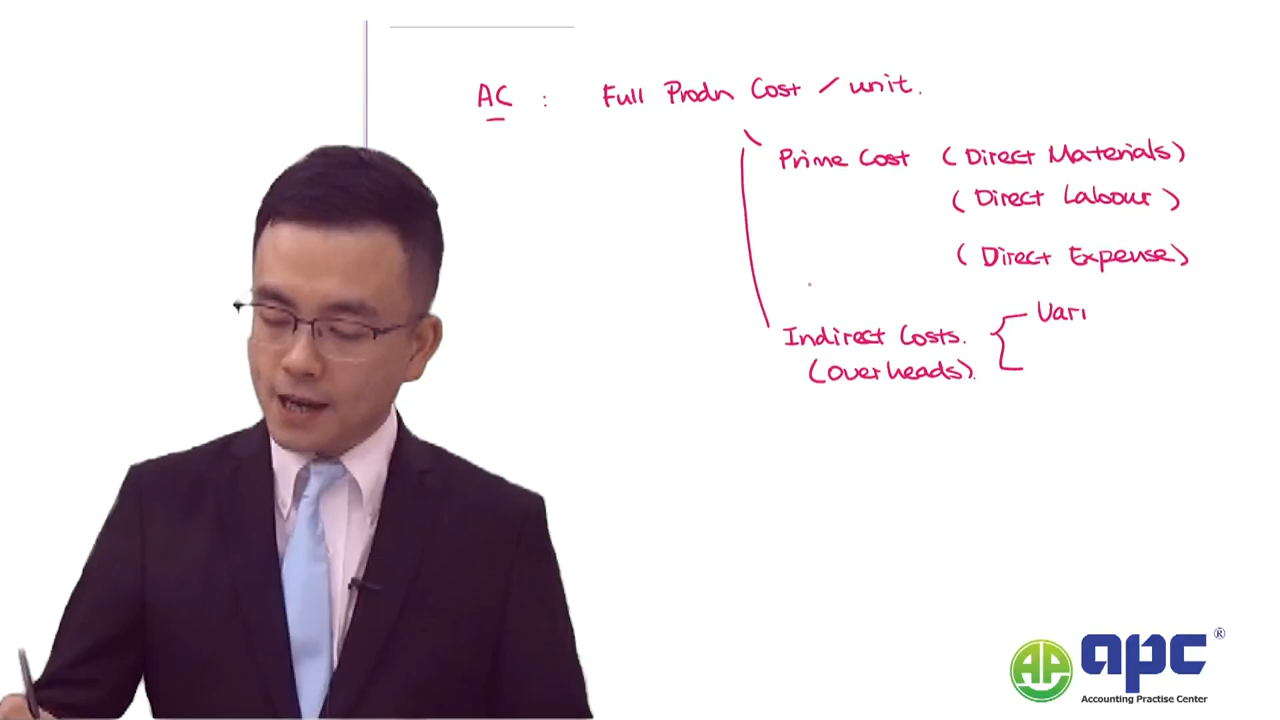 AC : Full Prodn Cost / unit.
Prime Cost (Direct Materials)
(Direct Labour)
(Direct Expense)
Indirect Costs. { Vari
(overheads).
AP
apc®
Accounting Practise Center